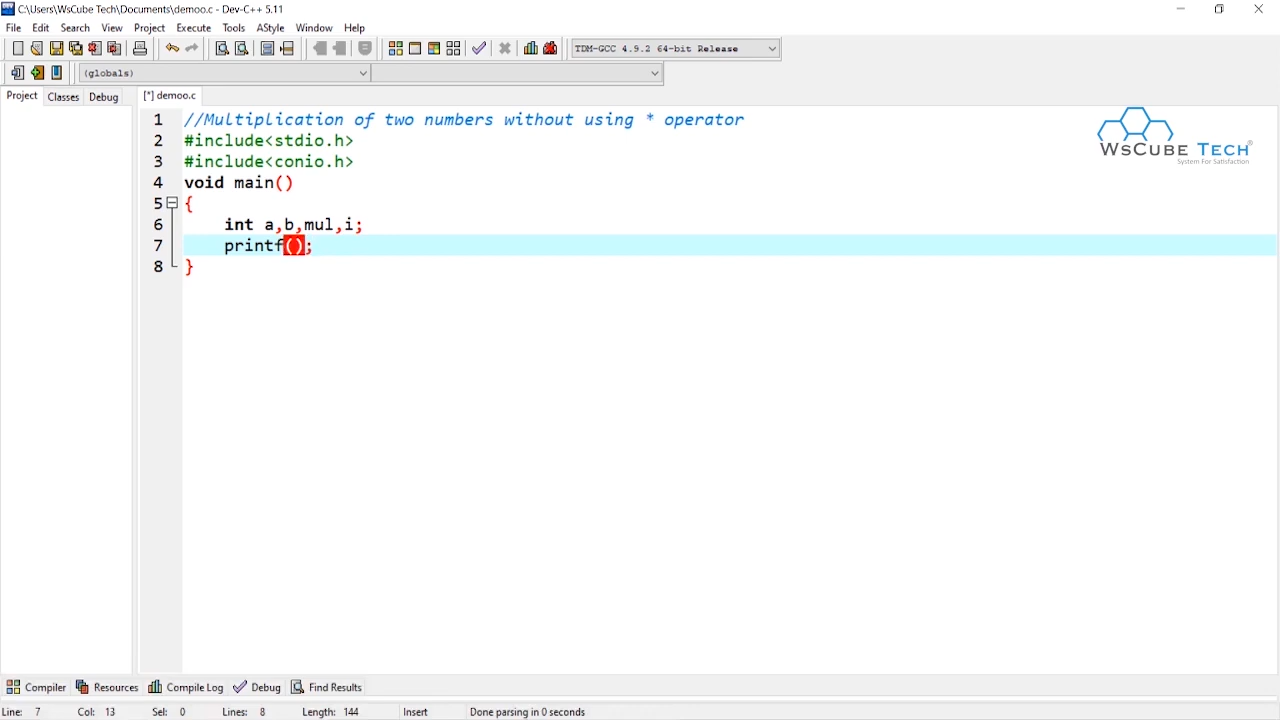 C:\Users\WsCube Tech\Documents\demoo.c - Dev-C++ 5.11
File Edit Search View Project Execute Tools AStyle Window Help
TDM-GCC 4.9.2 64-bit Release
(globals)
Project Classes Debug [*] demoo.c
1 //Multiplication of two numbers without using * operator
2 #include<stdio.h>
3 #include<conio.h>
4 void main()
5 {
6 int a,b,mul,i;
7 printf();
8 }
WSCUBE TECH®
System For Satisfaction
Compiler Resources Compile Log Debug Find Results
Line: 7 Col: 13 Sel: 0 Lines: 8 Length: 144 Insert Done parsing in 0 seconds